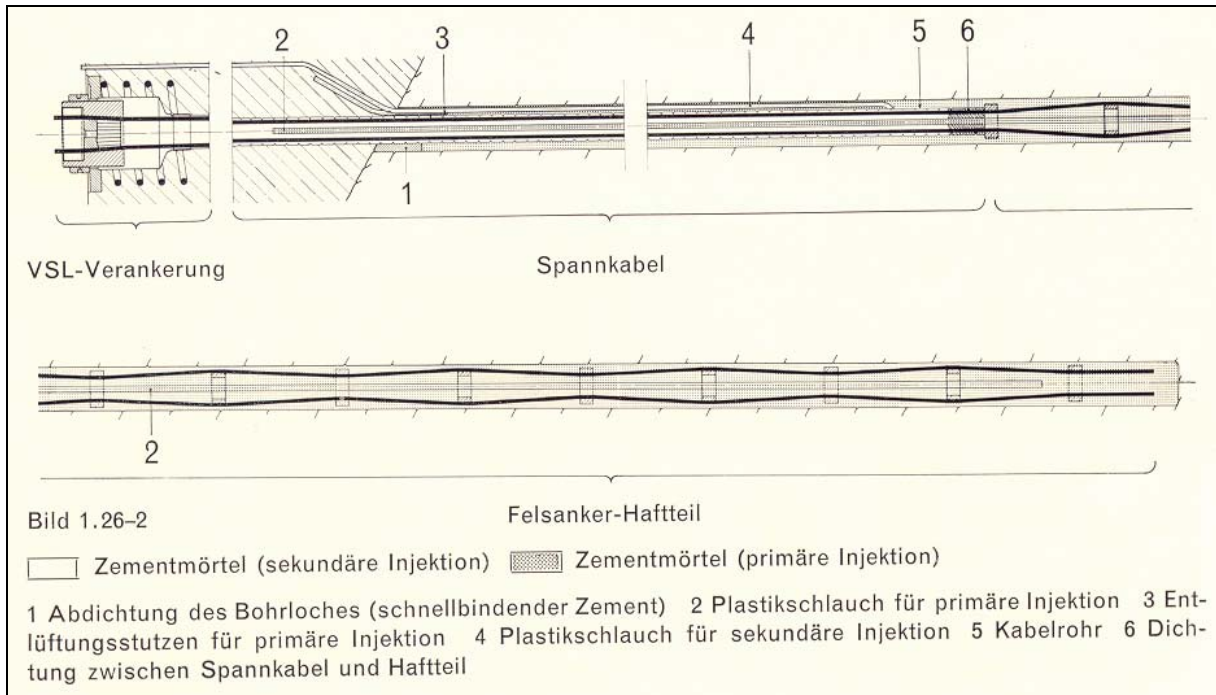 2 3 4 5 6
1
VSL-Verankerung Spannkabel
2
Bild 1.26–2 Felsanker-Haftteil
Zementmörtel (sekundäre Injektion) Zementmörtel (primäre Injektion)
1 Abdichtung des Bohrloches (schnellbindender Zement) 2 Plastikschlauch für primäre Injektion 3 Ent-
lüftungsstutzen für primäre Injektion 4 Plastikschlauch für sekundäre Injektion 5 Kabelrohr 6 Dich-
tung zwischen Spannkabel und Haftteil